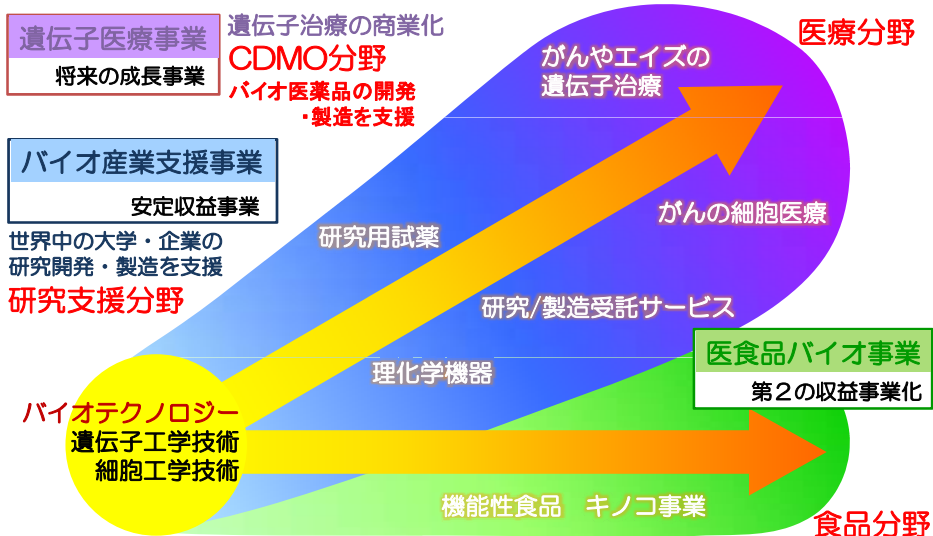 遺伝子医療事業
将来の成長事業
遺伝子治療の商業化
CDMO分野
バイオ医薬品の開発
・製造を支援
医療分野
がんやエイズの
遺伝子治療
バイオ産業支援事業
安定収益事業
世界中の大学・企業の
研究開発・製造を支援
研究支援分野
がんの細胞医療
研究用試薬
研究/製造受託サービス
理化学機器
医食品バイオ事業
第２の収益事業化
バイオテクノロジー
遺伝子工学技術
細胞工学技術
機能性食品　キノコ事業
食品分野